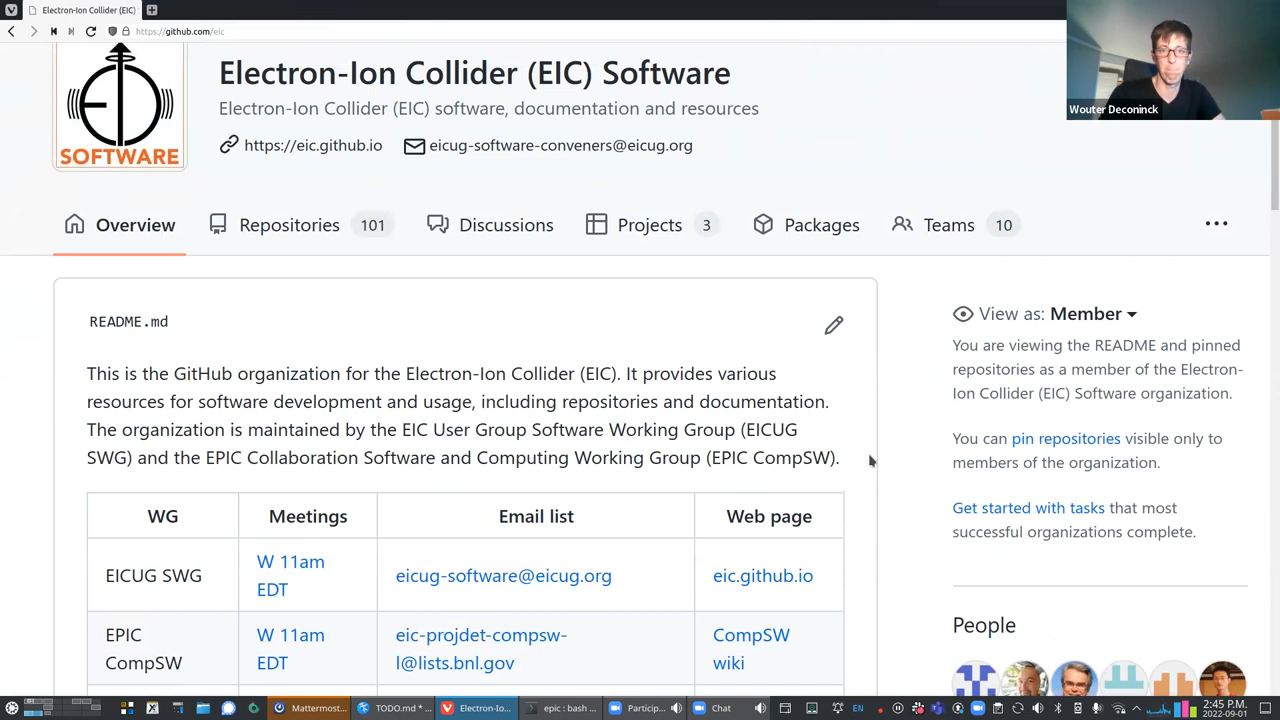 Electron-Ion Collider (EIC)
https://github.com/eic
Wouter Deconinck
E
SOFTWARE
Electron-Ion Collider (EIC) Software
Electron-Ion Collider (EIC) software, documentation and resources
https://eic.github.io
eicug-software-conveners@eicug.org
Overview
Repositories 101
Discussions
Projects 3
Packages
Teams 10
README.md
This is the GitHub organization for the Electron-Ion Collider (EIC). It provides various
resources for software development and usage, including repositories and documentation.
The organization is maintained by the EIC User Group Software Working Group (EICUG
SWG) and the EPIC Collaboration Software and Computing Working Group (EPIC CompSW).
WG Meetings Email list Web page
EICUG SWG
W 11am
EDT
eicug-software@eicug.org
eic.github.io
EPIC
CompSW
W 11am
EDT
eic-projdet-compsw-
l@lists.bnl.gov
CompSW
wiki
View as: Member
You are viewing the README and pinned
repositories as a member of the Electron-
Ion Collider (EIC) Software organization.
You can pin repositories visible only to
members of the organization.
Get started with tasks that most
successful organizations complete.
People
Mattermost...
TODO.md * ...
Electron-Io...
epic : bash ...
Particip...
Chat
EN
2:45 P.M.
2022-09-01